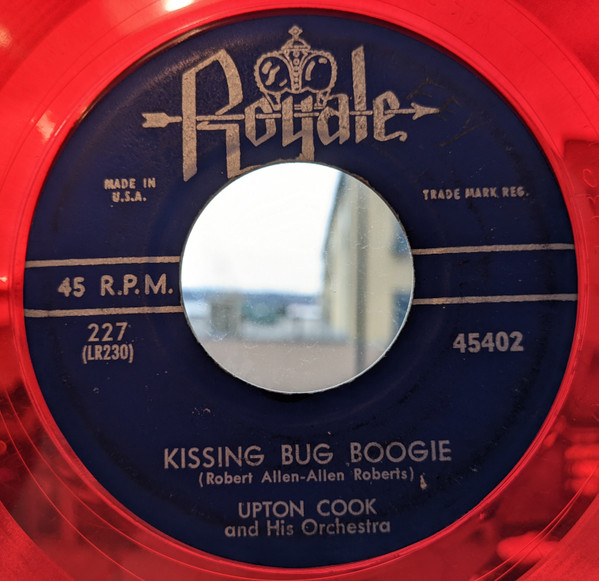 Royale
MADE IN
U.S.A.
TRADE MARK REG.
45 R.P.M.
227
(LR230)
45402
KISSING BUG BOOGIE
(Robert Allen-Allen Roberts)
UPTON COOK
and His Orchestra